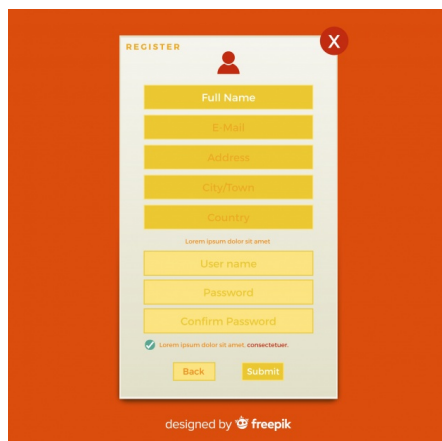 REGISTER
X
Full Name
E-Mail
Address
City/Town
Country
Lorem ipsum dolor sit amet
User name
Password
Confirm Password
Lorem ipsum dolor sit amet, consectetuer.
Back
Submit
designed by freepik